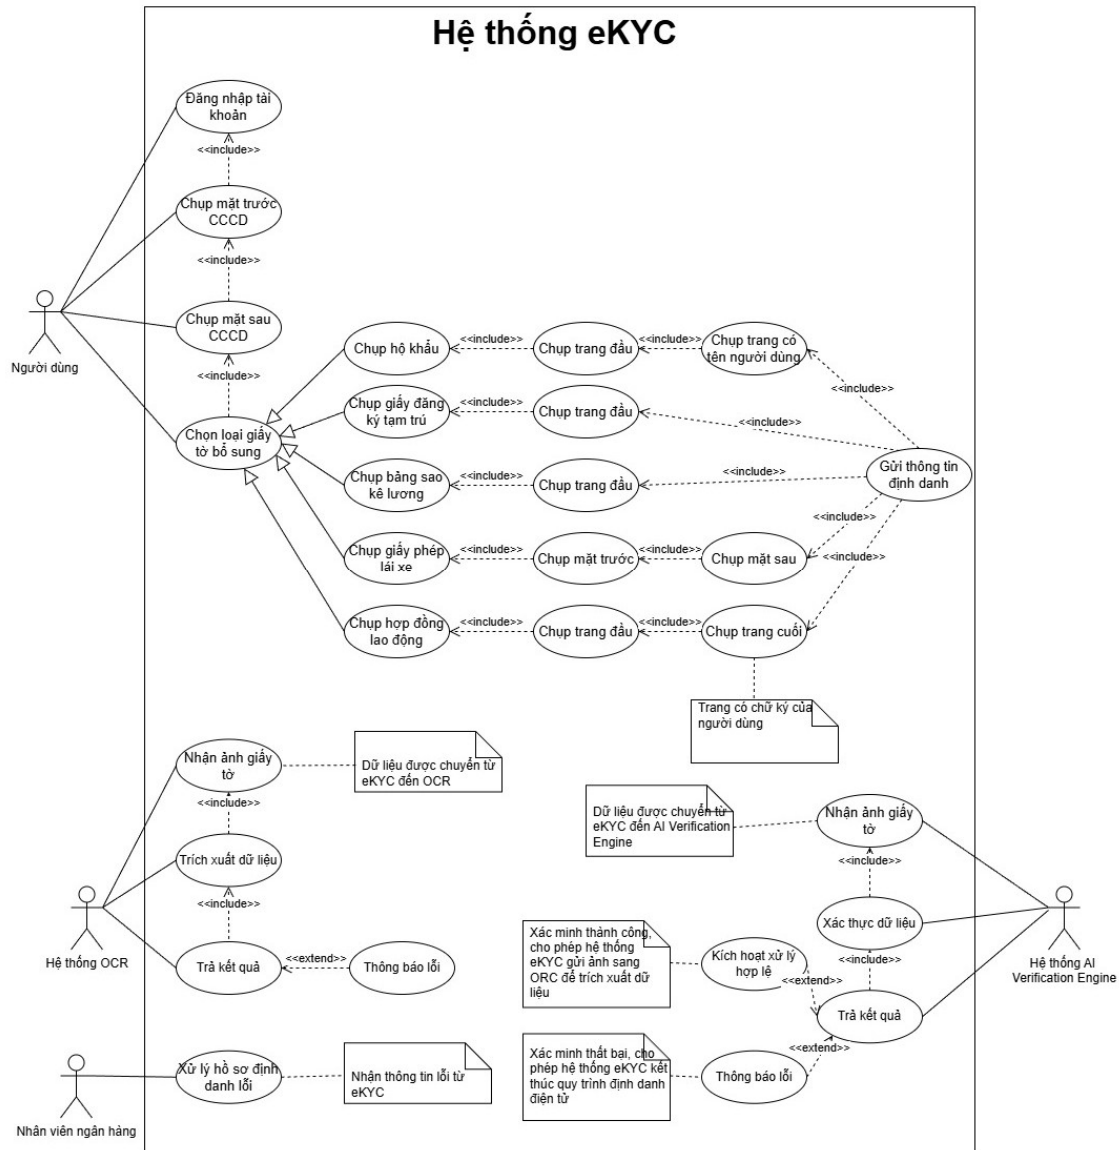 Hệ thống eKYC
Đăng nhập tài
khoản
<<include>>
Chụp mặt trước
CCCD
<<include>>
Chụp mặt sau
CCCD
Người dùng
<<include>>
Chọn loại giấy
tờ bổ sung
Chụp hộ khẩu
<<include>>
Chụp trang đầu
<<include>>
Chụp trang có
tên người dùng
<<include>>
Chụp giấy đăng
ký tạm trú
<<include>>
Chụp trang đầu
<<include>>
Chụp bảng sao
kê lương
<<include>>
Chụp trang đầu
<<include>>
Gửi thông tin
định danh
<<include>>
Chụp giấy phép
lái xe
<<include>>
Chụp mặt trước
<<include>>
Chụp mặt sau
<<include>>
Chụp hợp đồng
lao động
<<include>>
Chụp trang đầu
<<include>>
Chụp trang cuối
Trang có chữ ký của
người dùng
Nhận ảnh giấy
tờ
Dữ liệu được chuyển từ
eKYC đến OCR
<<include>>
Trích xuất dữ liệu
<<include>>
Hệ thống OCR
Trả kết quả
<<extend>>
Thông báo lỗi
Dữ liệu được chuyển từ
eKYC đến AI Verification
Engine
Nhận ảnh giấy
tờ
<<include>>
Xác thực dữ liệu
<<include>>
Hệ thống AI
Verification Engine
Xác minh thành công,
cho phép hệ thống
eKYC gửi ảnh sang
ORC để trích xuất dữ
liệu
Kích hoạt xử lý
hợp lệ
<<extend>>
Trả kết quả
<<extend>>
Xác minh thất bại, cho
phép hệ thống eKYC kết
thúc quy trình định danh
điện tử
Thông báo lỗi
Xử lý hồ sơ định
danh lỗi
Nhận thông tin lỗi từ
eKYC
Nhân viên ngân hàng